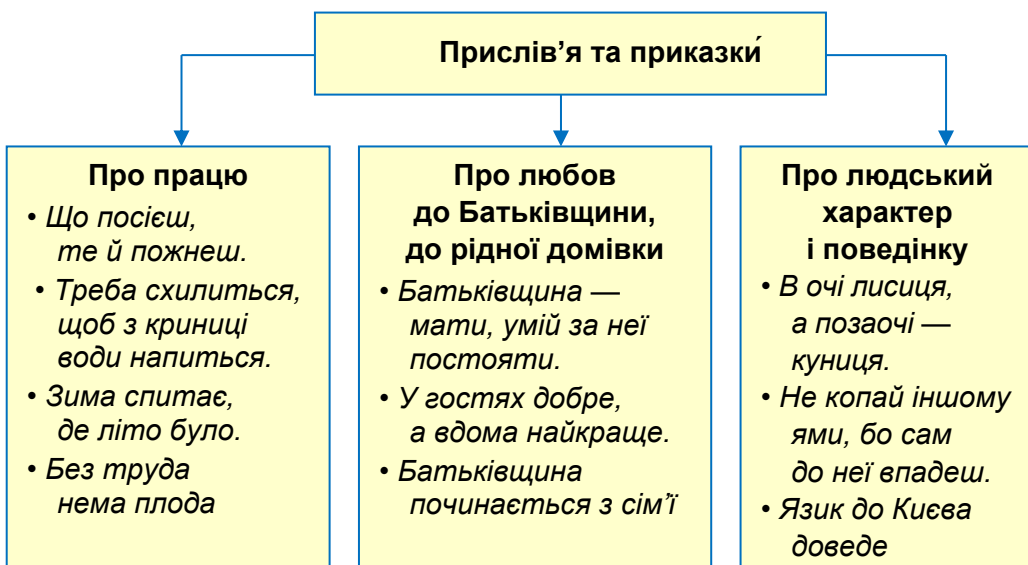 Прислів’я та приказки́
Про працю
• Що посієш,
те й пожнеш.
• Треба схилиться,
щоб з криниці
води напиться.
• Зима спитає,
де літо було.
• Без труда
нема плода
Про любов
до Батьківщини,
до рідної домівки
• Батьківщина —
мати, умій за неї
постояти.
• У гостях добре,
а вдома найкраще.
• Батьківщина
починається з сім’ї
Про людський
характер
і поведінку
• В очі лисиця,
а позаочі —
куниця.
• Не копай іншому
ями, бо сам
до неї впадеш.
• Язик до Києва
доведе